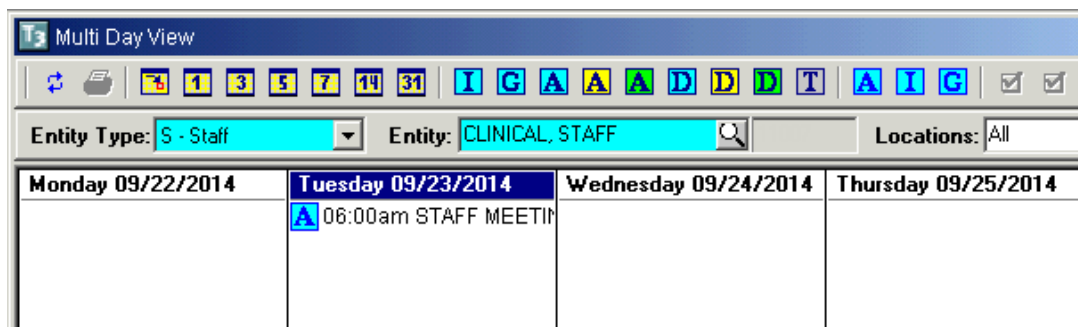 T3 Multi Day View
1 3 5 7 14 31 I G A A A D D D T A I G
Entity Type: S - Staff Entity: CLINICAL, STAFF Locations: All
Monday 09/22/2014 Tuesday 09/23/2014 Wednesday 09/24/2014 Thursday 09/25/2014
A 06:00am STAFF MEETIN